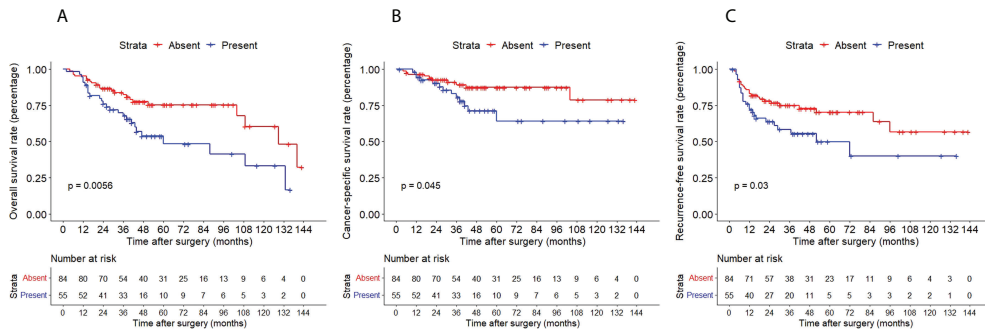 A
Strata Absent Present
Overall survival rate (percentage)
1.00
0.75
0.50
0.25
0.00
p = 0.0056
0 12 24 36 48 60 72 84 96 108 120 132 144
Time after surgery (months)
Number at risk
Strata
Absent 84 80 70 54 40 31 25 16 13 9 6 4 0
Present 55 52 41 33 16 10 9 7 6 5 3 2 0
0 12 24 36 48 60 72 84 96 108 120 132 144
Time after surgery (months)
B
Strata Absent Present
Cancer-specific survival rate (percentage)
1.00
0.75
0.50
0.25
0.00
p = 0.045
0 12 24 36 48 60 72 84 96 108 120 132 144
Time after surgery (months)
Number at risk
Strata
Absent 84 80 70 54 40 31 25 16 13 9 6 4 0
Present 55 52 41 33 16 10 9 7 6 5 3 2 0
0 12 24 36 48 60 72 84 96 108 120 132 144
Time after surgery (months)
C
Strata Absent Present
Recurrence-free survival rate (percentage)
1.00
0.75
0.50
0.25
0.00
p = 0.03
0 12 24 36 48 60 72 84 96 108 120 132 144
Time after surgery (months)
Number at risk
Strata
Absent 84 71 57 38 31 23 17 11 9 6 4 3 0
Present 55 40 27 20 11 5 5 3 3 2 2 1 0
0 12 24 36 48 60 72 84 96 108 120 132 144
Time after surgery (months)